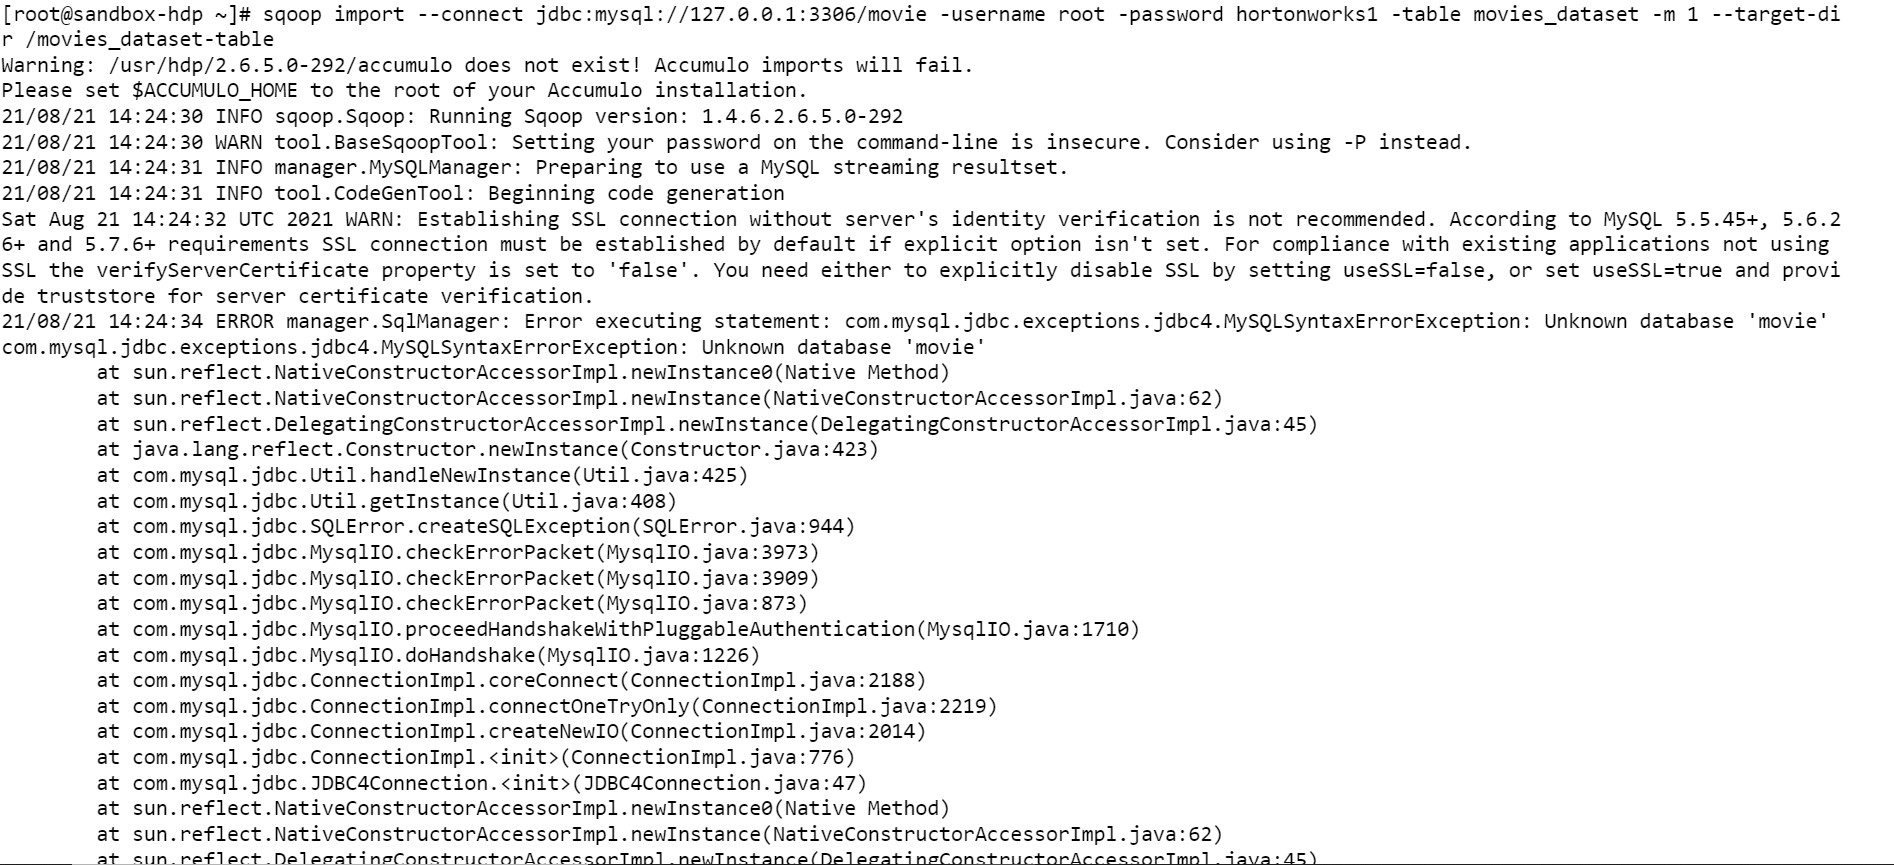 [root@sandbox-hdp ~]# sqoop import --connect jdbc:mysql://127.0.0.1:3306/movie -username root -password hortonworks1 -table movies_dataset -m 1 --target-di
r /movies_dataset-table
Warning: /usr/hdp/2.6.5.0-292/accumulo does not exist! Accumulo imports will fail.
Please set $ACCUMULO_HOME to the root of your Accumulo installation.
21/08/21 14:24:30 INFO sqoop.Sqoop: Running Sqoop version: 1.4.6.2.6.5.0-292
21/08/21 14:24:30 WARN tool.BaseSqoopTool: Setting your password on the command-line is insecure. Consider using -P instead.
21/08/21 14:24:31 INFO manager.MySQLManager: Preparing to use a MySQL streaming resultset.
21/08/21 14:24:31 INFO tool.CodeGenTool: Beginning code generation
Sat Aug 21 14:24:32 UTC 2021 WARN: Establishing SSL connection without server's identity verification is not recommended. According to MySQL 5.5.45+, 5.6.2
6+ and 5.7.6+ requirements SSL connection must be established by default if explicit option isn't set. For compliance with existing applications not using
SSL the verifyServerCertificate property is set to 'false'. You need either to explicitly disable SSL by setting useSSL=false, or set useSSL=true and provi
de truststore for server certificate verification.
21/08/21 14:24:34 ERROR manager.SqlManager: Error executing statement: com.mysql.jdbc.exceptions.jdbc4.MySQLSyntaxErrorException: Unknown database 'movie'
com.mysql.jdbc.exceptions.jdbc4.MySQLSyntaxErrorException: Unknown database 'movie'
at sun.reflect.NativeConstructorAccessorImpl.newInstance0(Native Method)
at sun.reflect.NativeConstructorAccessorImpl.newInstance(NativeConstructorAccessorImpl.java:62)
at sun.reflect.DelegatingConstructorAccessorImpl.newInstance(DelegatingConstructorAccessorImpl.java:45)
at java.lang.reflect.Constructor.newInstance(Constructor.java:423)
at com.mysql.jdbc.Util.handleNewInstance(Util.java:425)
at com.mysql.jdbc.Util.getInstance(Util.java:408)
at com.mysql.jdbc.SQLError.createSQLException(SQLError.java:944)
at com.mysql.jdbc.MysqlIO.checkErrorPacket(MysqlIO.java:3973)
at com.mysql.jdbc.MysqlIO.checkErrorPacket(MysqlIO.java:3909)
at com.mysql.jdbc.MysqlIO.checkErrorPacket(MysqlIO.java:873)
at com.mysql.jdbc.MysqlIO.proceedHandshakeWithPluggableAuthentication(MysqlIO.java:1710)
at com.mysql.jdbc.MysqlIO.doHandshake(MysqlIO.java:1226)
at com.mysql.jdbc.ConnectionImpl.coreConnect(ConnectionImpl.java:2188)
at com.mysql.jdbc.ConnectionImpl.connectOneTryOnly(ConnectionImpl.java:2219)
at com.mysql.jdbc.ConnectionImpl.createNewIO(ConnectionImpl.java:2014)
at com.mysql.jdbc.ConnectionImpl.<init>(ConnectionImpl.java:776)
at com.mysql.jdbc.JDBC4Connection.<init>(JDBC4Connection.java:47)
at sun.reflect.NativeConstructorAccessorImpl.newInstance0(Native Method)
at sun.reflect.NativeConstructorAccessorImpl.newInstance(NativeConstructorAccessorImpl.java:62)
at sun.reflect.DelegatingConstructorAccessorImpl.newInstance(DelegatingConstructorAccessorImpl.java:45)